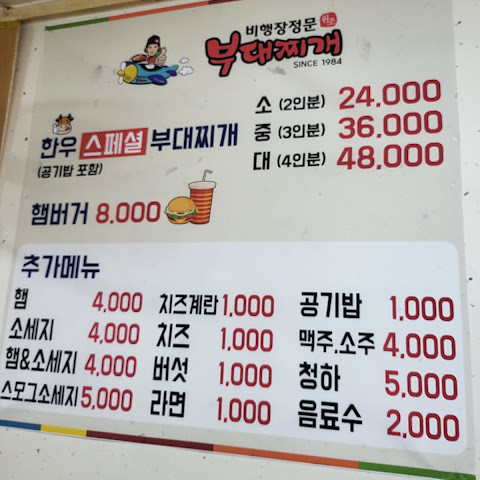 비행장정문
부대찌개
SINCE 1984
한우 스페셜 부대찌개
(공기밥 포함)
소 (2인분) 24,000
중 (3인분) 36,000
대 (4인분) 48,000
햄버거 8.000
추가메뉴
햄 4,000 치즈계란 1,000 공기밥 1,000
소세지 4,000 치즈 1,000 맥주.소주 4,000
햄&소세지 4,000 버섯 1,000 청하 5,000
스모그소세지 5,000 라면 1,000 음료수 2,000